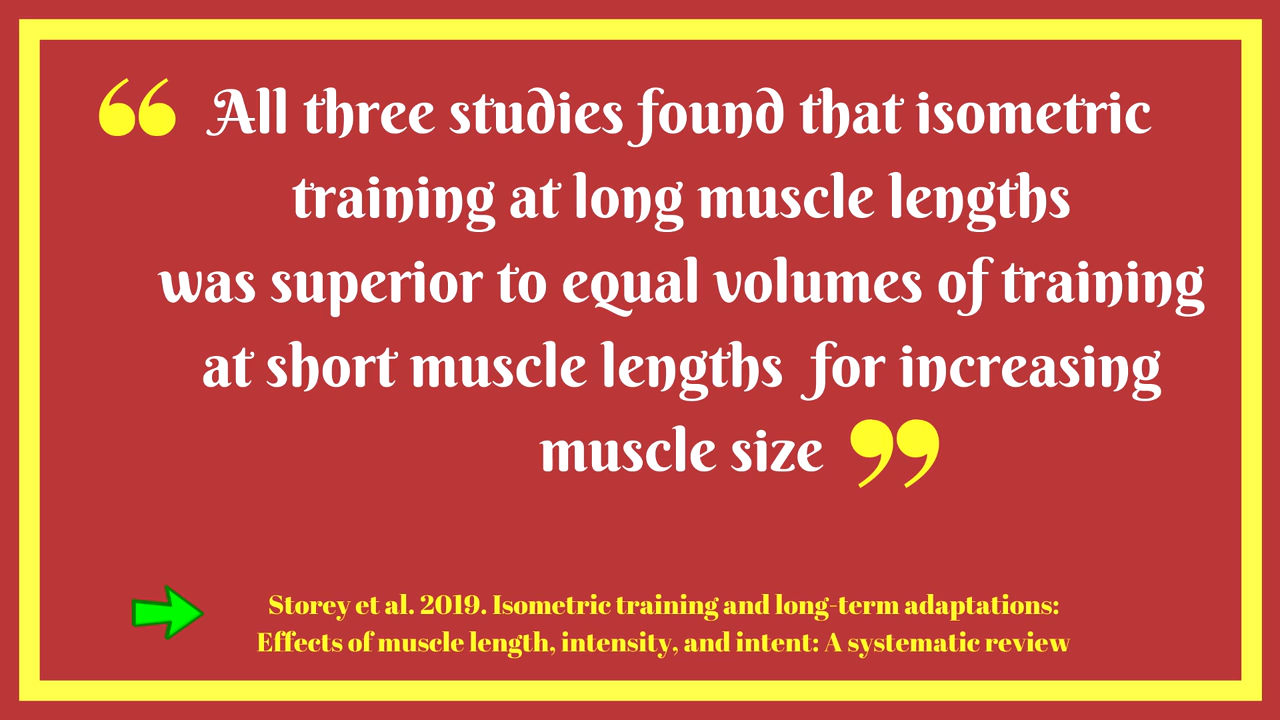 “ All three studies found that isometric
training at long muscle lengths
was superior to equal volumes of training
at short muscle lengths for increasing
muscle size ”
Storey et al. 2019. Isometric training and long-term adaptations:
Effects of muscle length, intensity, and intent: A systematic review